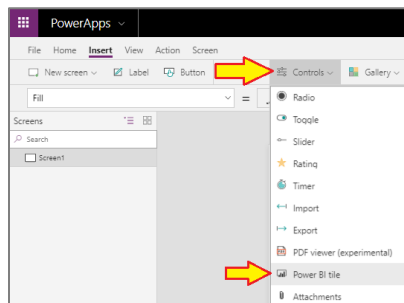 PowerApps
File Home Insert View Action Screen
New screen Label Button Controls Gallery
Fill =
Screens
Search
Screen1
Radio
Toggle
Slider
Rating
Timer
Import
Export
PDF viewer (experimental)
Power BI tile
Attachments